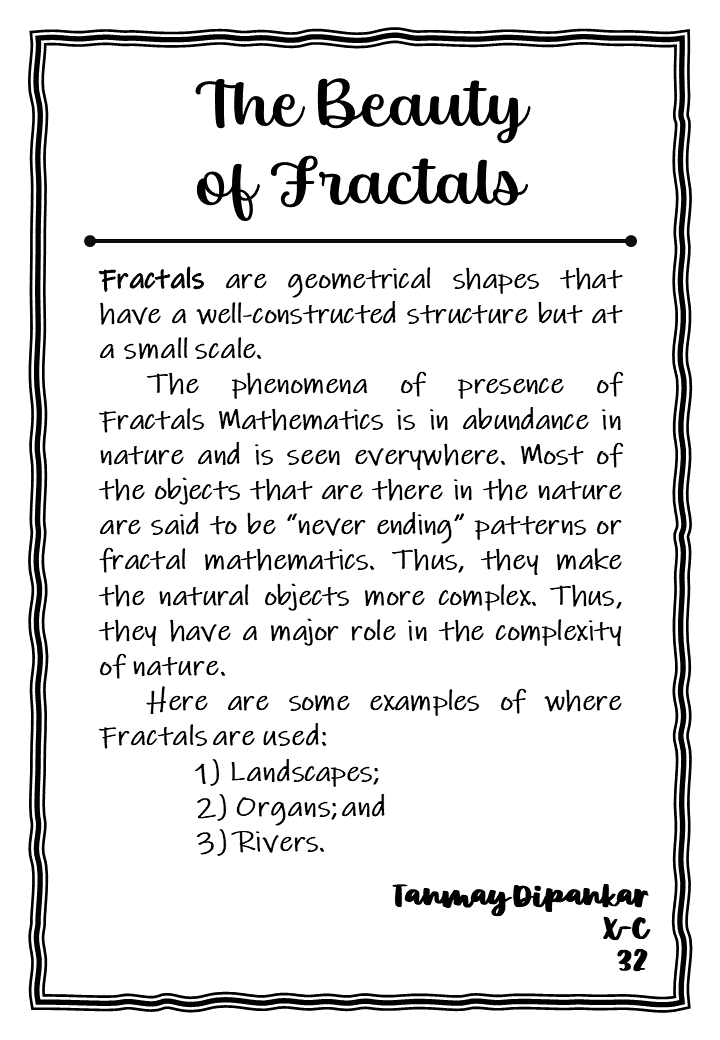 The Beauty
of Fractals
Fractals are geometrical shapes that
have a well-constructed structure but at
a small scale.
The phenomena of presence of
Fractals Mathematics is in abundance in
nature and is seen everywhere. Most of
the objects that are there in the nature
are said to be “never ending” patterns or
fractal mathematics. Thus, they make
the natural objects more complex. Thus,
they have a major role in the complexity
of nature.
Here are some examples of where
Fractals are used:
1) Landscapes;
2) Organs; and
3) Rivers.
Tanmay Dipankar
X-C
32